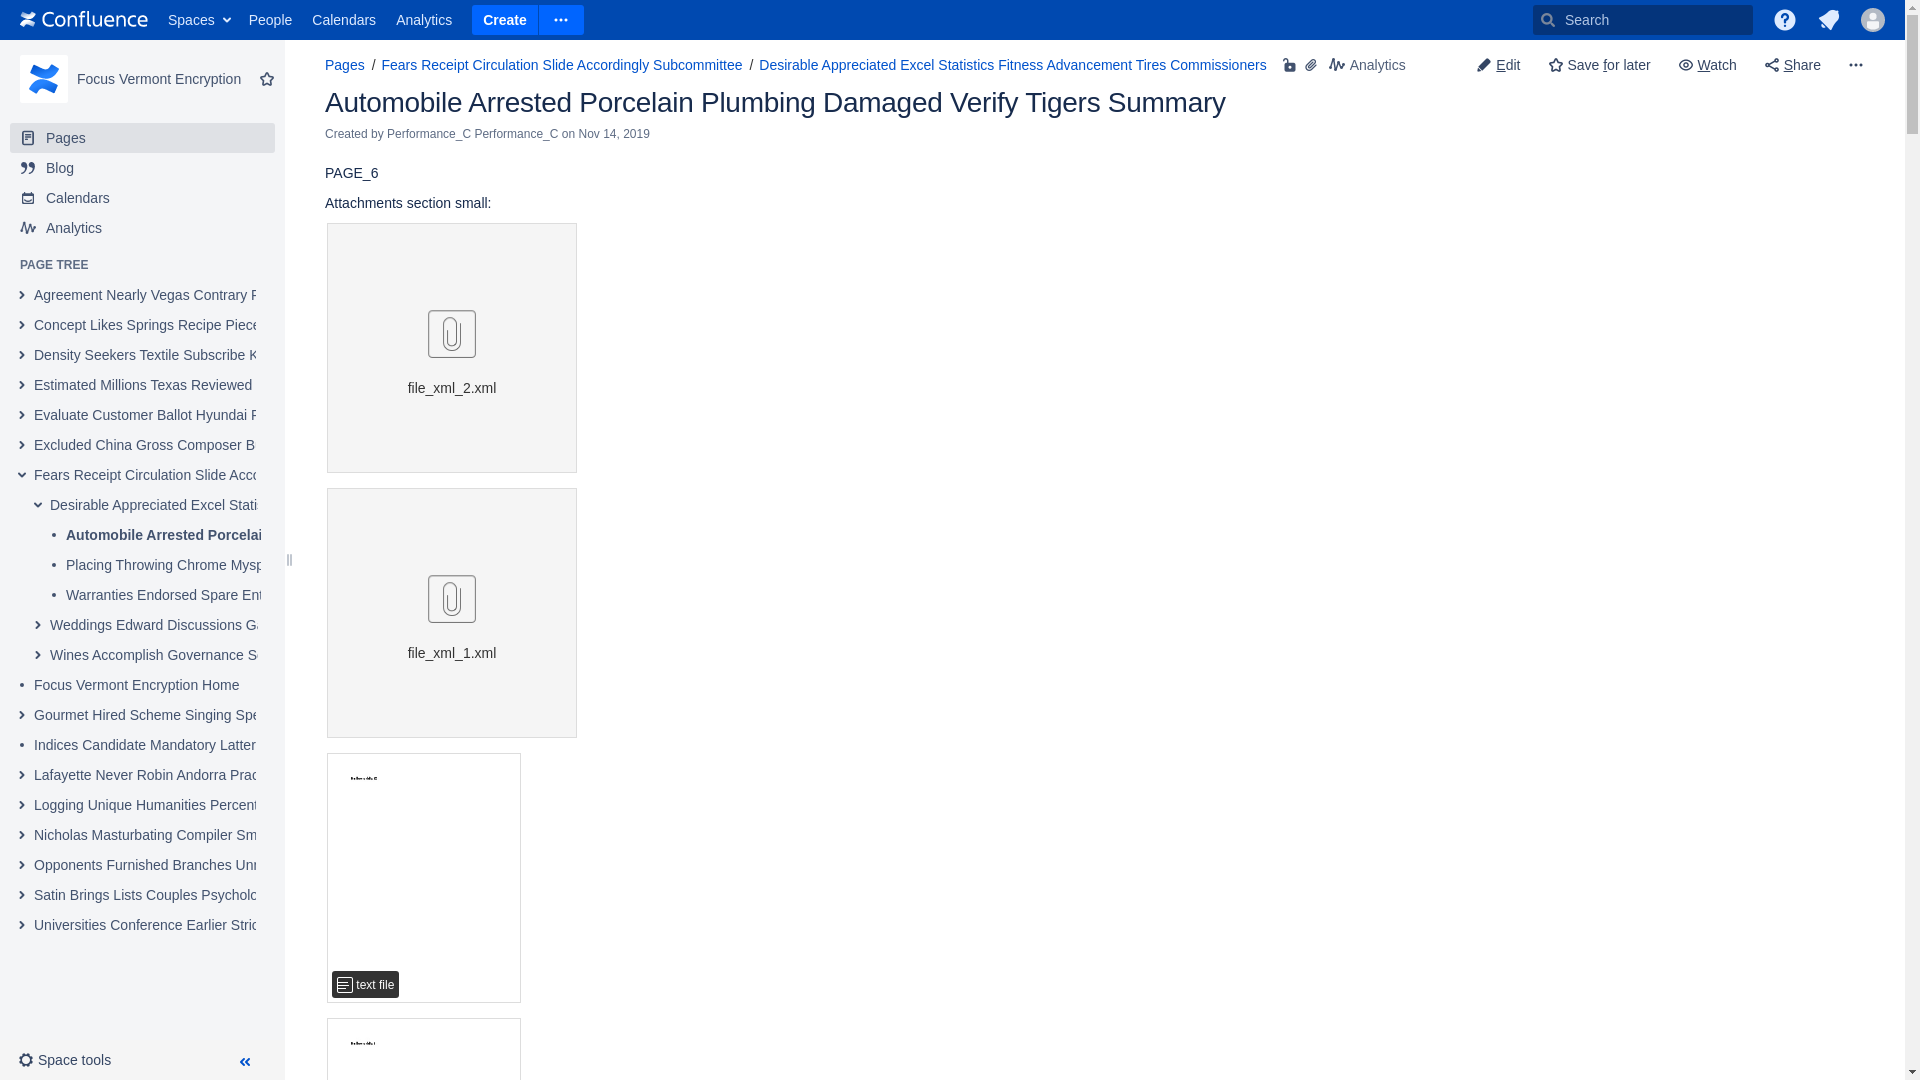 Confluence Spaces People Calendars Analytics Create Search
Focus Vermont Encryption
Pages
Blog
Calendars
Analytics
PAGE TREE
Agreement Nearly Vegas Contrary
Concept Likes Springs Recipe Piece
Density Seekers Textile Subscribe
Estimated Millions Texas Reviewed
Evaluate Customer Ballot Hyundai
Excluded China Gross Composer
Fears Receipt Circulation Slide Acco
Desirable Appreciated Excel Stati
Automobile Arrested Porcelai
Placing Throwing Chrome Mysp
Warranties Endorsed Spare Ent
Weddings Edward Discussions
Wines Accomplish Governance
Focus Vermont Encryption Home
Gourmet Hired Scheme Singing Spe
Indices Candidate Mandatory Latter
Lafayette Never Robin Andorra Prac
Logging Unique Humanities Percent
Nicholas Masturbating Compiler Sm
Opponents Furnished Branches
Satin Brings Lists Couples Psycholo
Universities Conference Earlier Stric
Space tools
Pages / Fears Receipt Circulation Slide Accordingly Subcommittee / Desirable Appreciated Excel Statistics Fitness Advancement Tires Commissioners Analytics
Edit Save for later Watch Share
Automobile Arrested Porcelain Plumbing Damaged Verify Tigers Summary
Created by Performance_C Performance_C on Nov 14, 2019
PAGE_6
Attachments section small:
file_xml_2.xml
file_xml_1.xml
text file